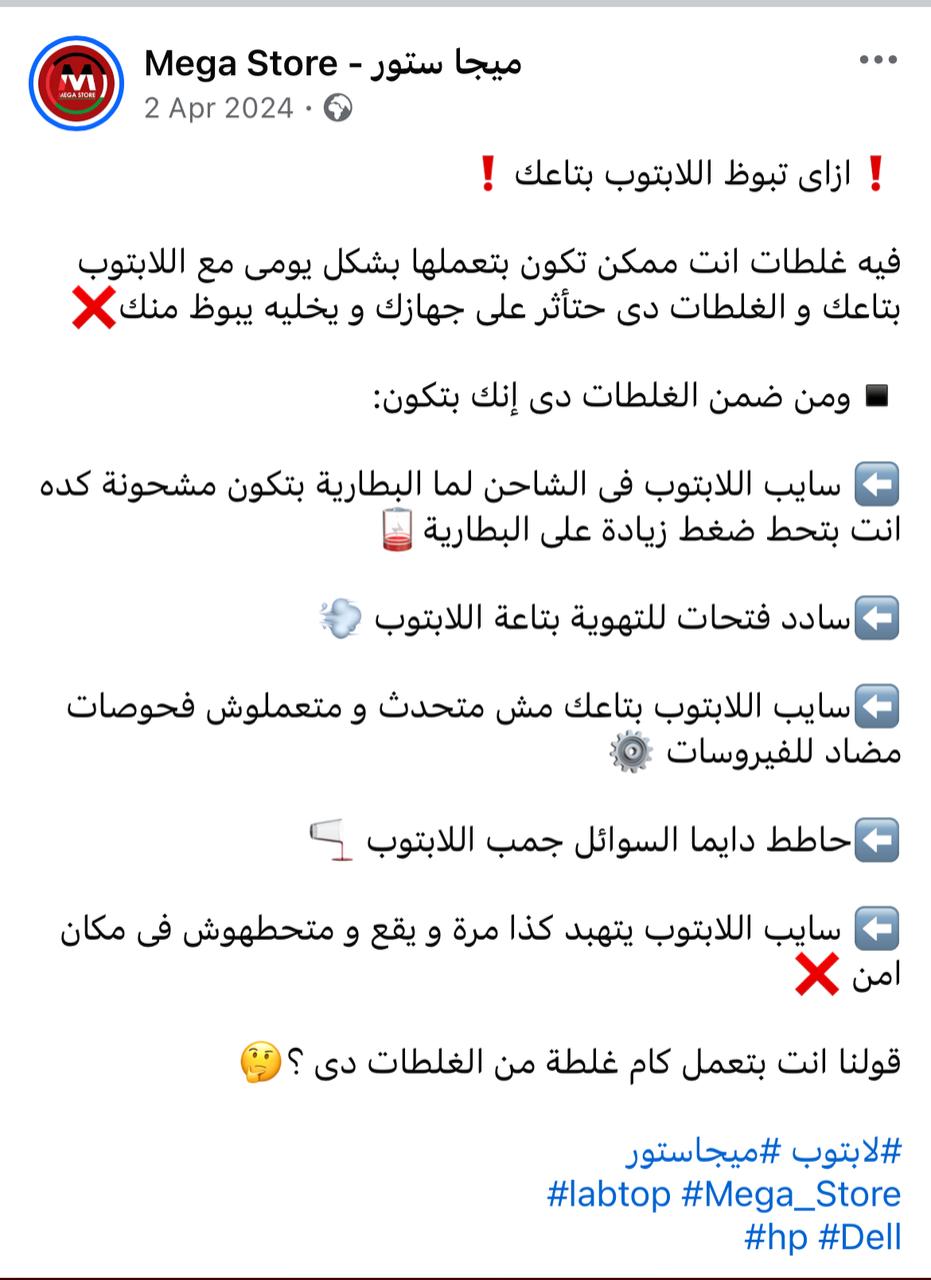 Mega Store - ميجا ستور
MEGA STORE
2 Apr 2024 ·
❗ ازاى تبوظ اللابتوب بتاعك ❗
فيه غلطات انت ممكن تكون بتعملها بشكل يومى مع اللابتوب
بتاعك و الغلطات دى حتأثر على جهازك و يخليه يبوظ منك❌
◾ ومن ضمن الغلطات دى إنك بتكون:
⬅️ سايب اللابتوب فى الشاحن لما البطارية بتكون مشحونة كده
انت بتحط ضغط زيادة على البطارية 🪫
⬅️سادد فتحات للتهوية بتاعة اللابتوب 💨
⬅️سايب اللابتوب بتاعك مش متحدث و متعملوش فحوصات
مضاد للفيروسات ⚙️
⬅️حاطط دايما السوائل جمب اللابتوب 🫗
⬅️ سايب اللابتوب يتهبد كذا مرة و يقع و متحطهوش فى مكان
امن ❌
قولنا انت بتعمل كام غلطة من الغلطات دى ؟🤔
#لابتوب #ميجاستور
#labtop #Mega_Store
#hp #Dell